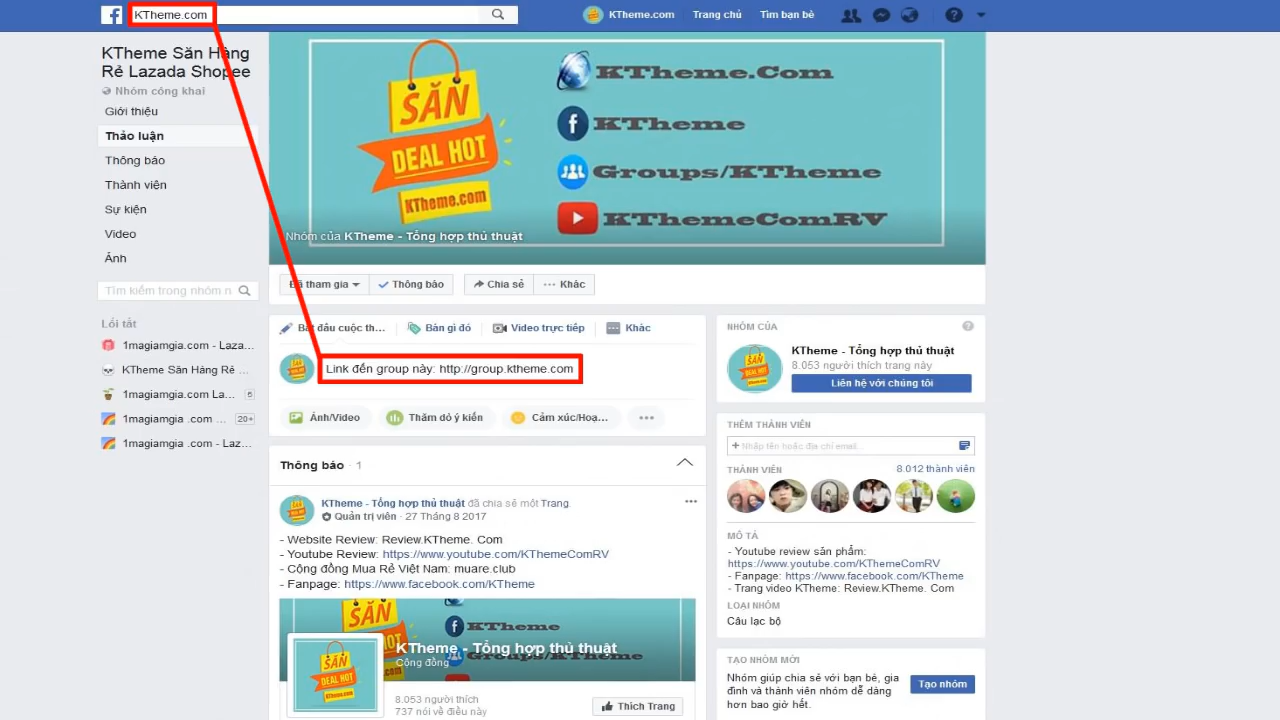 KTheme.com
KTheme.com
Trang chủ
Tìm bạn bè
KTheme Săn Hàng
Rẻ Lazada Shopee
Nhóm công khai
Giới thiệu
Thảo luận
Thông báo
Thành viên
Sự kiện
Video
Ảnh
Tìm kiếm trong nhóm n
Lối tắt
1magiamgia.com - Laza...
KTheme Săn Hàng Rẻ ...
1magiamgia.com La...
6
1magiamgia .com ...
20+
1magiamgia .com - Laz...
SĂN
DEAL HOT
KTheme.com
KTheme.Com
KTheme
Groups/KTheme
KThemeComRV
Nhóm của KTheme - Tổng hợp thủ thuật
Đã tham gia
Thông báo
Chia sẻ
Khác
Bắt đầu cuộc th...
Bán gì đó
Video trực tiếp
Khác
Link đến group này: http://group.ktheme.com
Ảnh/Video
Thăm dò ý kiến
Cảm xúc/Hoạ...
Thông báo · 1
KTheme - Tổng hợp thủ thuật đã chia sẻ một Trang.
Quản trị viên · 27 Tháng 8 2017
- Website Review: Review.KTheme. Com
- Youtube Review: https://www.youtube.com/KThemeComRV
- Cộng đồng Mua Rẻ Việt Nam: muare.club
- Fanpage: https://www.facebook.com/KTheme
SĂN
KTheme
Groups/KTheme
KTheme - Tổng hợp thủ thuật
Cộng đồng
SĂN
DEAL HOT
KTheme.com
8.053 người thích
737 nói về điều này
Thích Trang
NHÓM CỦA
KTheme - Tổng hợp thủ thuật
8.053 người thích trang này
Liên hệ với chúng tôi
THÊM THÀNH VIÊN
+ Nhập tên hoặc địa chỉ email...
THÀNH VIÊN
8.012 thành viên
MÔ TẢ
- Youtube review sản phẩm:
https://www.youtube.com/KThemeComRV
- Fanpage: https://www.facebook.com/KTheme
- Trang video KTheme: Review.KTheme. Com
LOẠI NHÓM
Câu lạc bộ
TẠO NHÓM MỚI
Nhóm giúp chia sẻ với bạn bè, gia
đình và thành viên nhóm dễ dàng
hơn bao giờ hết.
Tạo nhóm